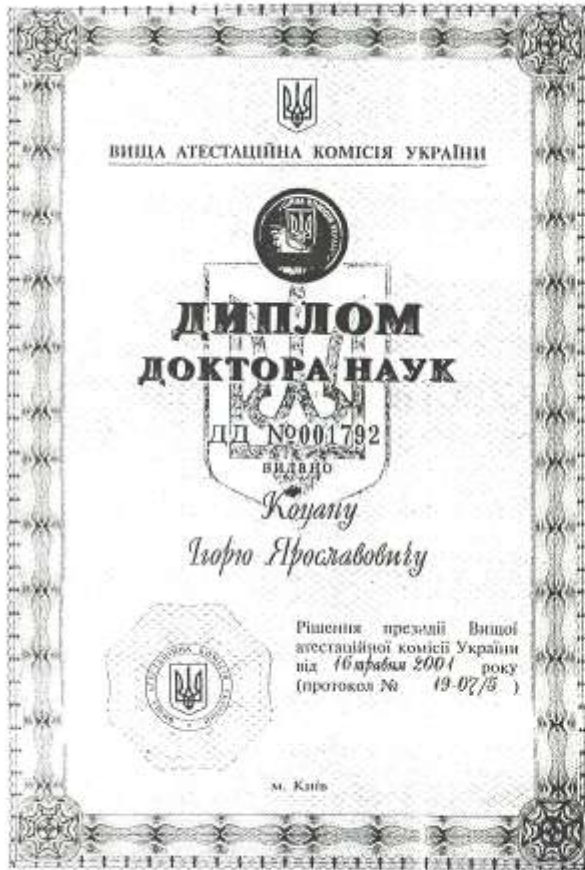 ВИЩА АТЕСТАЦІЙНА КОМІСІЯ УКРАЇНИ
ДИПЛОМ
ДОКТОРА НАУК
ДД №001792
видано
Коцану
Ігорю Ярославовичу
Рішення президії Вищої
атестаційної комісії України
від 16 травня 2001 року
(протокол № 19-07/5 )
м. Київ